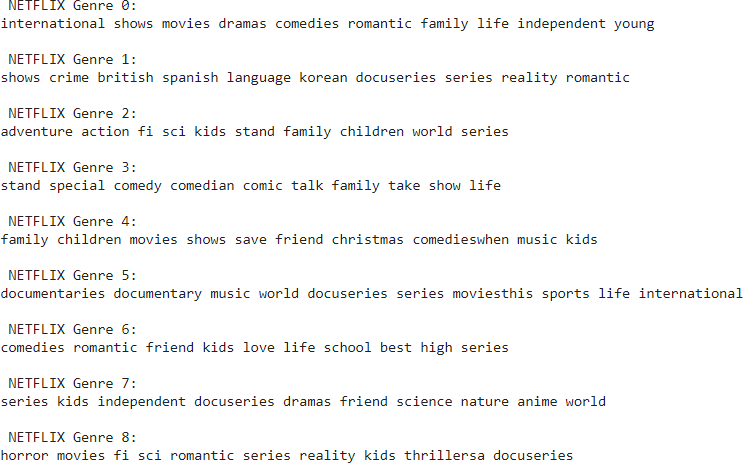 NETFLIX Genre 0:
international shows movies dramas comedies romantic family life independent young
NETFLIX Genre 1:
shows crime british spanish language korean docuseries series reality romantic
NETFLIX Genre 2:
adventure action fi sci kids stand family children world series
NETFLIX Genre 3:
stand special comedy comedian comic talk family take show life
NETFLIX Genre 4:
family children movies shows save friend christmas comedieswhen music kids
NETFLIX Genre 5:
documentaries documentary music world docuseries series moviesthis sports life international
NETFLIX Genre 6:
comedies romantic friend kids love life school best high series
NETFLIX Genre 7:
series kids independent docuseries dramas friend science nature anime world
NETFLIX Genre 8:
horror movies fi sci romantic series reality kids thrillersa docuseries